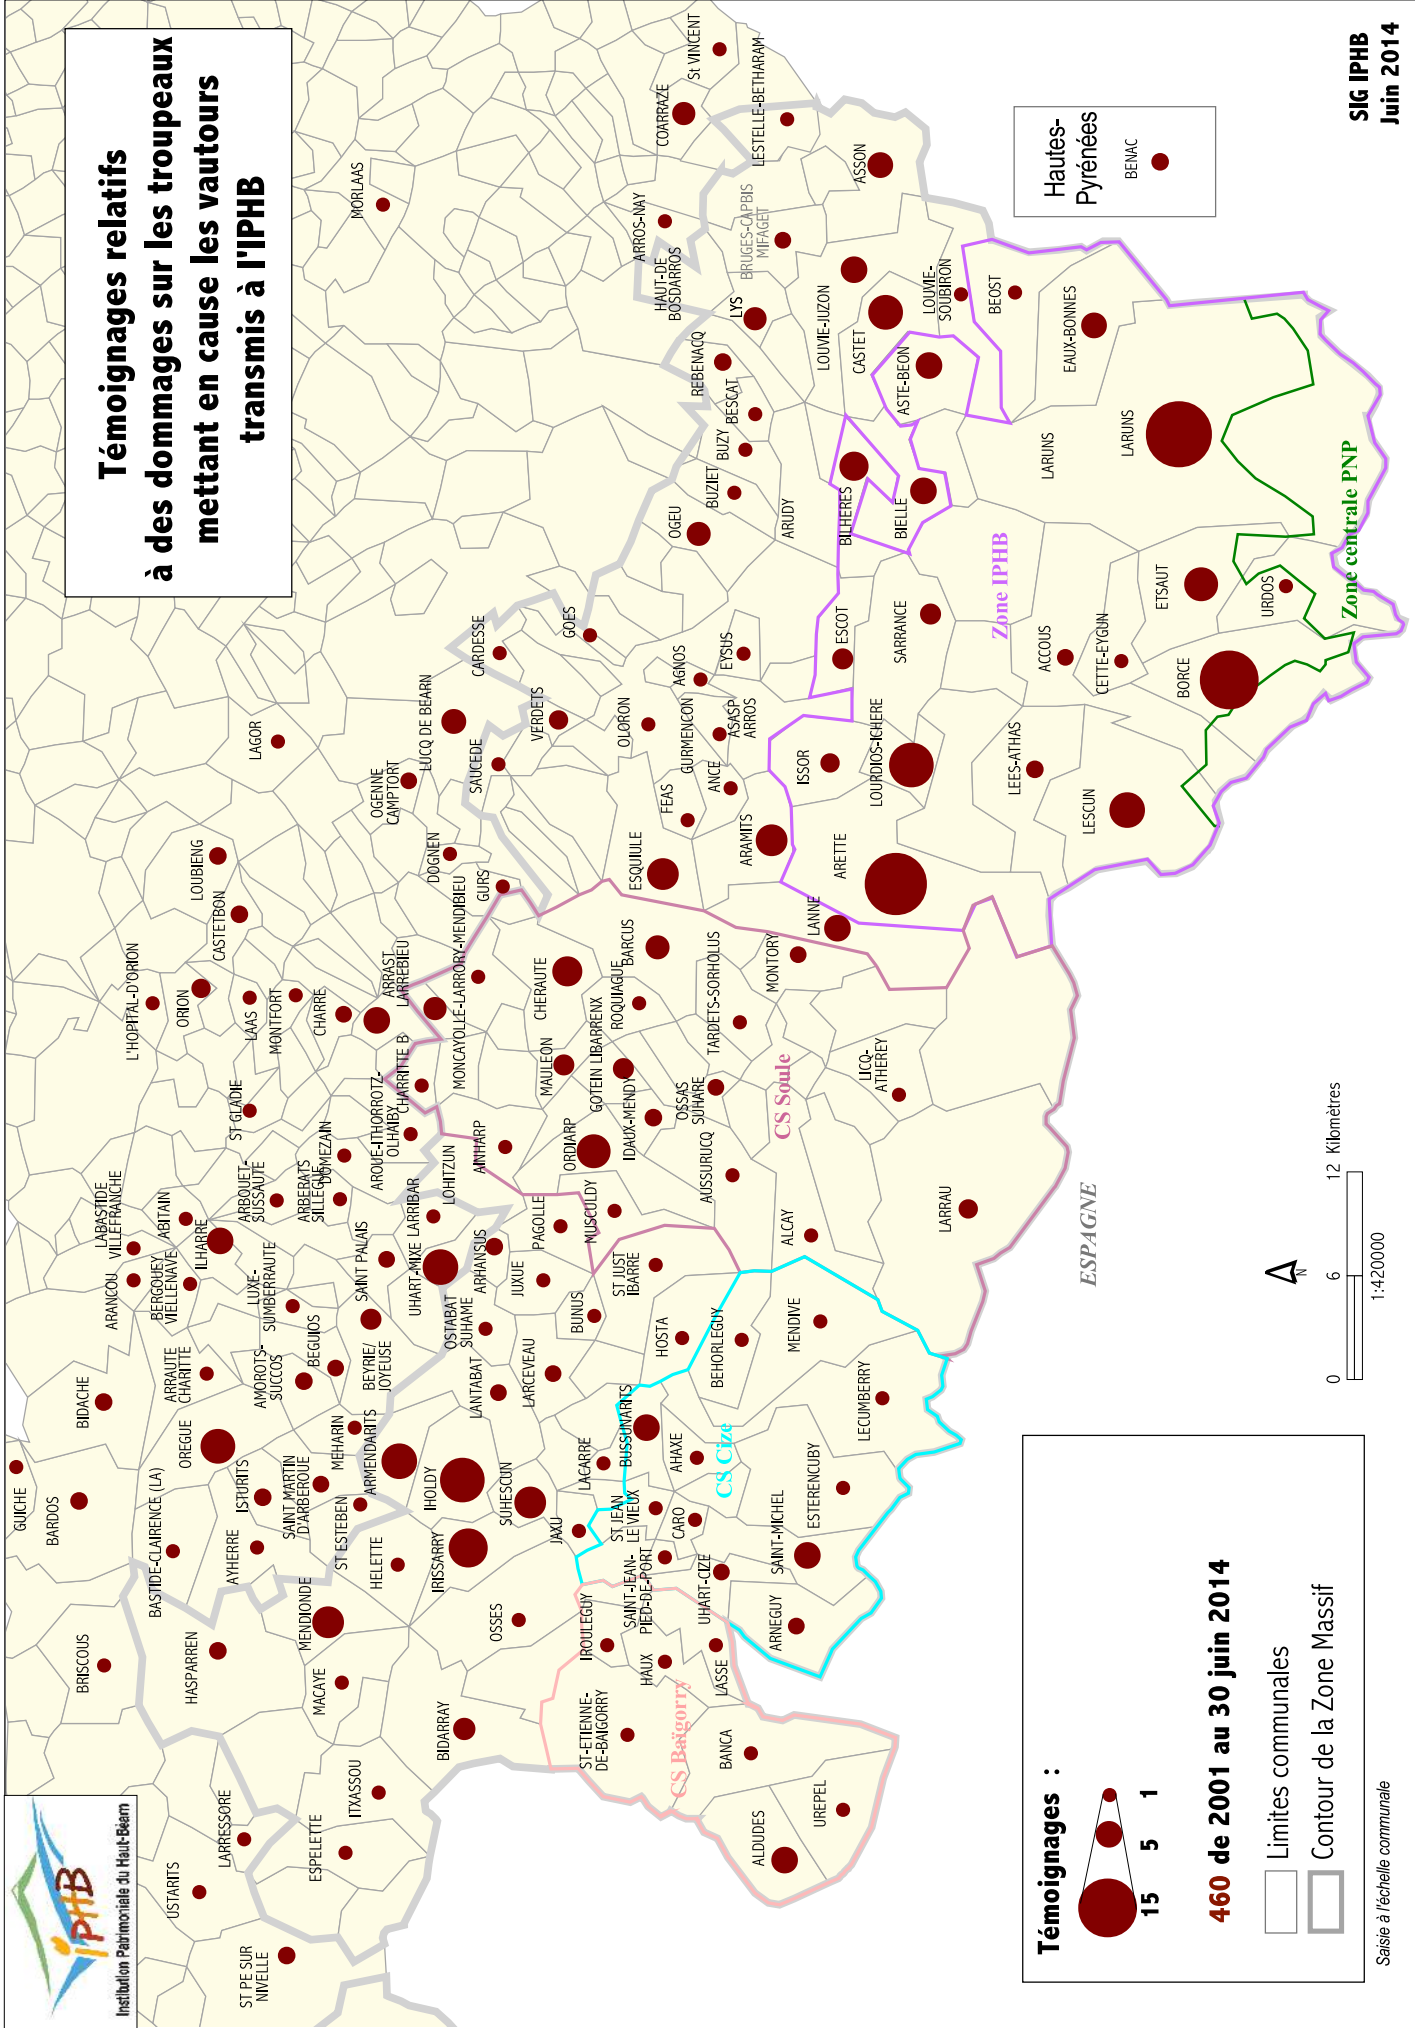 Témoignages relatifs
à des dommages sur les troupeaux
mettant en cause les vautours
transmis à l'IPHB
IPHB
Institution Patrimoniale du Haut-Béarn
ST PE SUR
NIVELLE
USTARITS
LARRESSORE
ESPELETTE
ITXASSOU
BRISCOUS
HASPARREN
MACAYE
MENDIONDE
BIDARRAY
GUICHE
BARDOS
BASTIDE-CLAIRENCE (LA)
AYHERRE
ISTURITS
SAINT MARTIN
D'ARBEROUE
ST ESTEBEN
HELETTE
MEHARIN
ARMENDARITS
IHOLDY
IRISSARRY
SUHESCUN
OSSES
JAXU
LACARRE
BIDACHE
OREGUE
ARRAUTE
CHARITTE
AMOROTS-
SUCCOS
BEGUIOS
BEYRIE/
JOYEUSE
LUXE-
SUMBERRAUTE
ARANCOU
BERGOUEY
VIELLENAVE
LABASTIDE
VILLEFRANCHE
ABITAIN
ILHARRE
ARBOUET-
SUSSAUTE
ARBERATS
SILLEGUE
DOMEZAIN
SAINT PALAIS
UHART-MIXE
LARRIBAR
LOHITZUN
AROUE-ITHORROTZ-
OLHAIBY
CHARRITTE B
OSTABAT
SUHAME
ARHANSUS
LANTABAT
LARCEVEAU
JUXUE
PAGOLLE
BUNUS
ST JUST
IBARRE
HOSTA
MUSCULDY
AINHARP
ORDIARP
ST GLADIE
L'HOPITAL-D'ORION
ORION
LAAS
MONTFORT
CHARRE
ARRAST
LARREBIEU
MONCAYOLLE-LARRORY-MENDIBIEU
CASTETBON
LOUBIENG
LAGOR
MORLAAS
OGENNE
CAMPTORT
LUCQ DE BEARN
DOGNEN
GURS
SAUCEDE
CARDESSE
VERDETS
GOES
CHERAUTE
MAULEON
GOTEIN LIBARRENX
IDAUX-MENDY
ROQUIAGUE
BARCUS
OSSAS
SUHARE
TARDETS-SORHOLUS
MONTORY
AUSSURUCQ
LICQ-
ATHEREY
ALCAY
LARRAU
CS Soule
ESQUIULE
FEAS
ANCE
ARAMITS
OLORON
GURMENCON
ASASP
ARROS
AGNOS
EYSUS
OGEU
BUZIET
BUZY
BESCAT
REBENACQ
ARUDY
LYS
HAUT-DE
BOSDARROS
ARROS-NAY
BRUGES-CAPBIS
MIFAGET
COARRAZE
ST VINCENT
LESTELLE-BETHARAM
ASSON
LOUVIE-JUZON
CASTET
LOUVIE-
SOUBIRON
ASTE-BEON
BEOST
EAUX-BONNES
BILHERES
BIELLE
LARUNS
LARUNS
Zone IPHB
ESCOT
SARRANCE
ISSOR
LOURDIOS-ICHERE
ARETTE
LANNE
LEES-ATHAS
LESCUN
ACCOUS
CETTE-EYGUN
BORCE
ETSAUT
URDOS
Zone centrale PNP
ST-ETIENNE-
DE-BAIGORRY
IROULEGUY
HAUX
LASSE
BANCA
ALDUDES
UREPEL
CS Baïgorry
SAINT-JEAN-
PIED-DE-PORT
ST JEAN
LE VIEUX
BUSSUNARITS
AHAXE
CARO
UHART-CIZE
ARNEGUY
SAINT-MICHEL
ESTERENCUBY
LECUMBERRY
MENDIVE
BEHORLEGUY
CS Cize
ESPAGNE
Hautes-
Pyrénées
BENAC
SIG IPHB
Juin 2014
N
0 6 12 Kilomètres
1:420000
Témoignages :
15 5 1
460 de 2001 au 30 juin 2014
Limites communales
Contour de la Zone Massif
Saisie à l'échelle communale